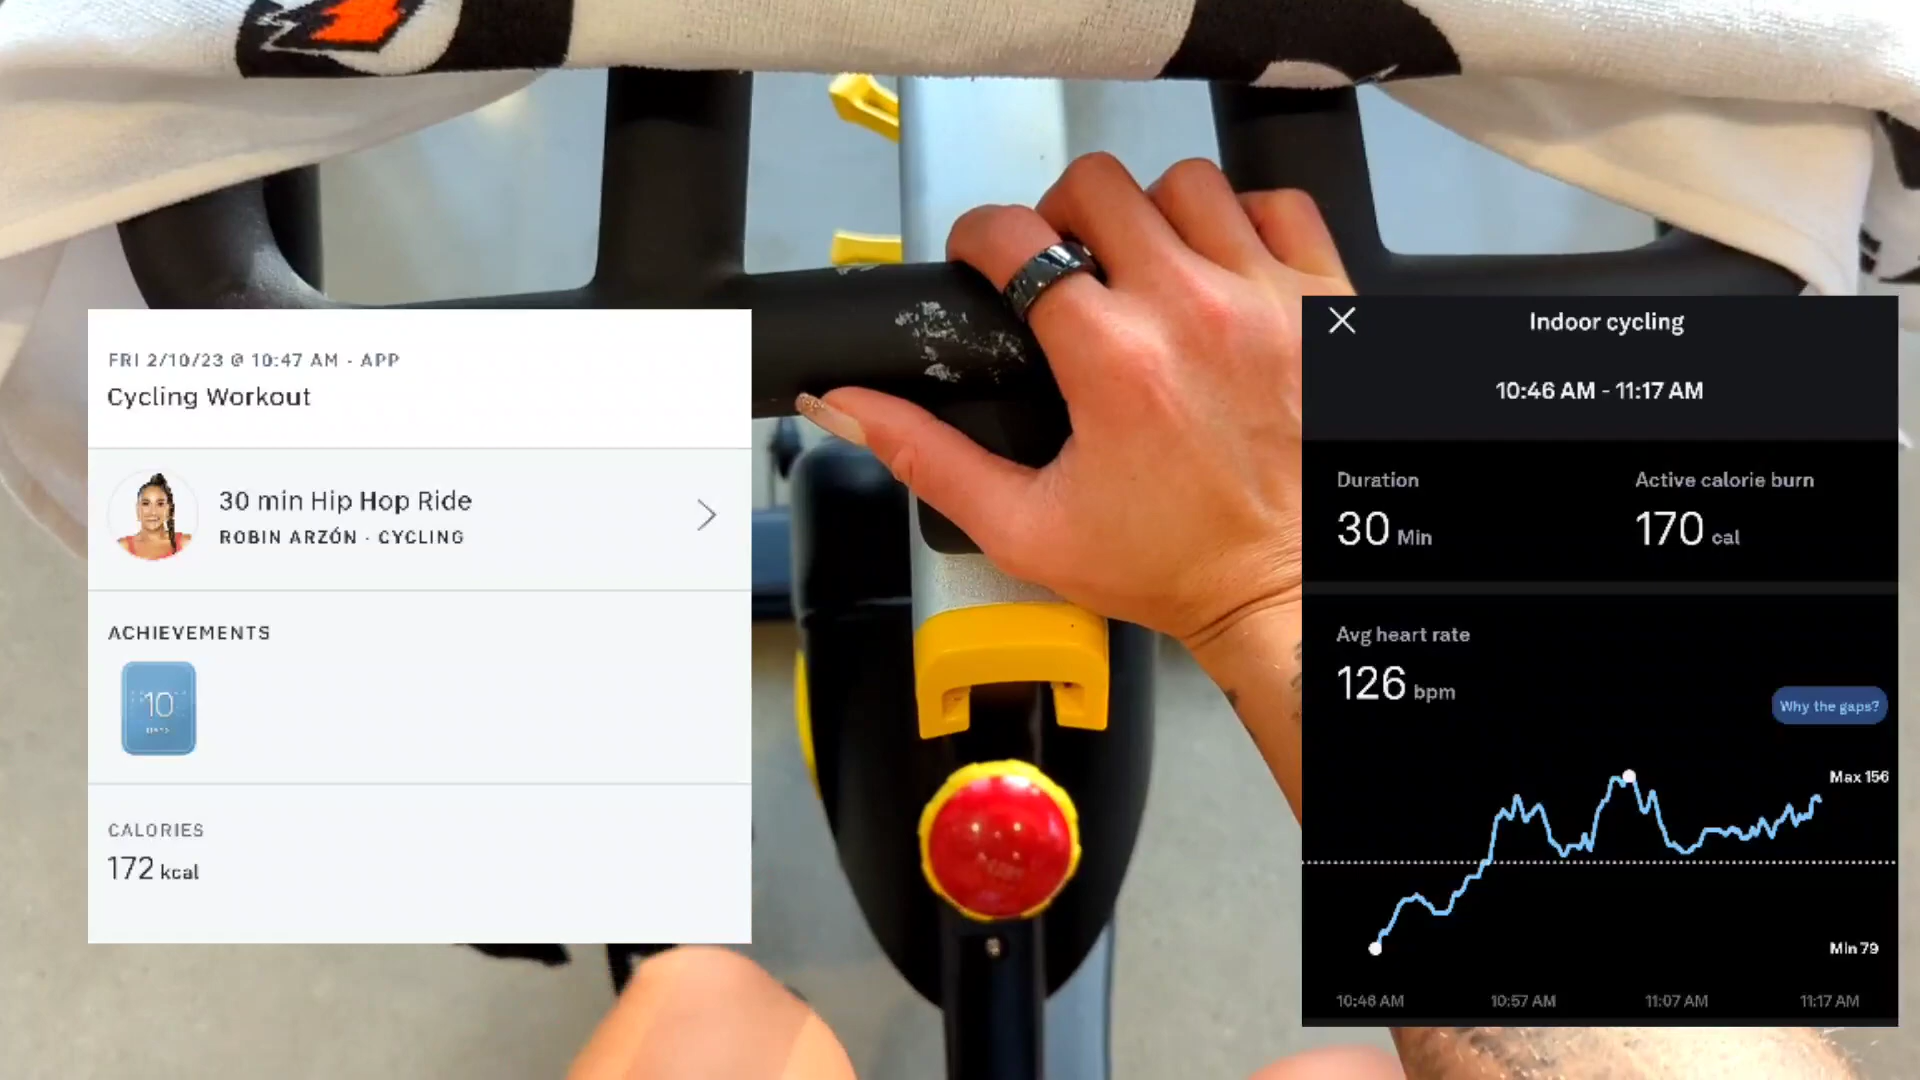 FRI 2/10/23 @ 10:47 AM - APP
Cycling Workout
30 min Hip Hop Ride
ROBIN ARZÓN · CYCLING
ACHIEVEMENTS
10
CALORIES
172 kcal
Indoor cycling
10:46 AM - 11:17 AM
Duration
30 Min
Active calorie burn
170 cal
Avg heart rate
126 bpm
Why the gaps?
Max 156
Min 79
10:46 AM 10:57 AM 11:07 AM 11:17 AM